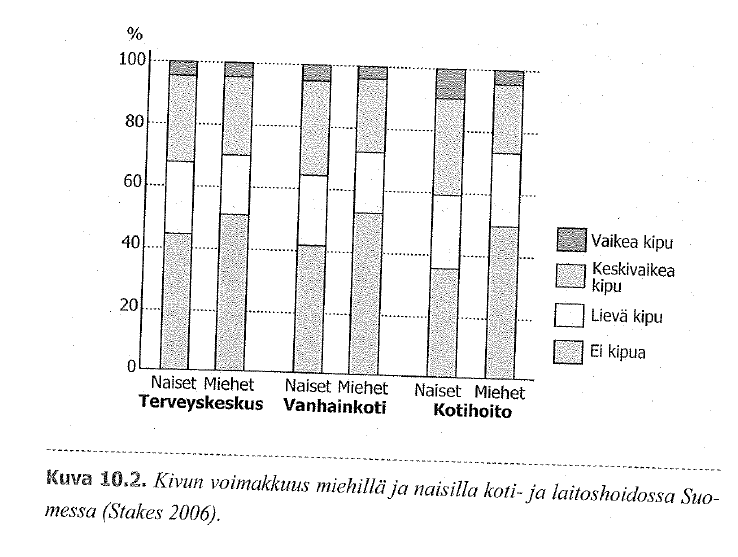 %
100
80
60
40
20
0
Naiset Miehet Naiset Miehet Naiset Miehet
Terveyskeskus Vanhainkoti Kotihoito
Vaikea kipu
Keskivaikea
kipu
Lievä kipu
Ei kipua
Kuva 10.2. Kivun voimakkuus miehillä ja naisilla koti- ja laitoshoidossa Suo-
messa (Stakes 2006).